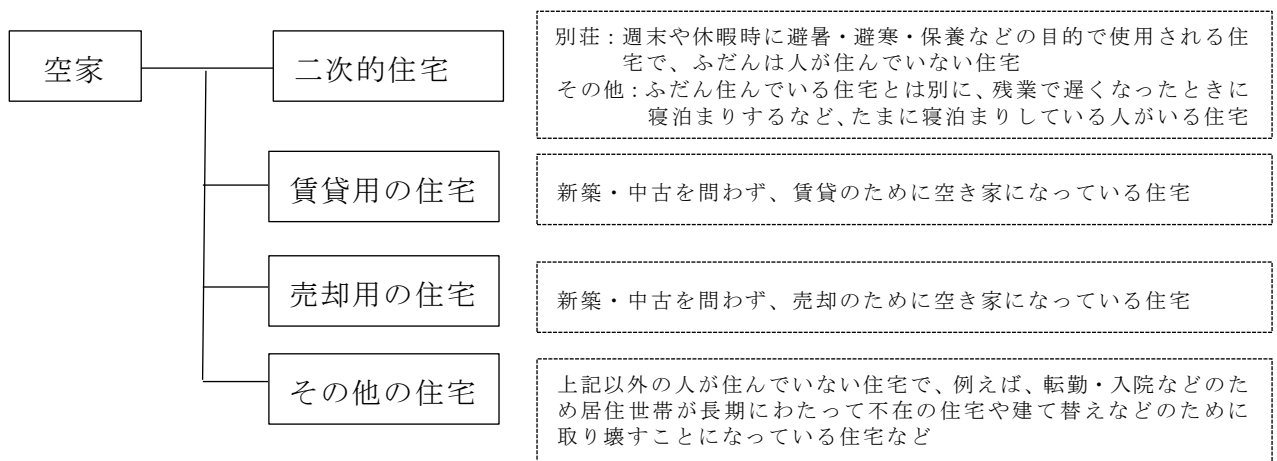 空家
二次的住宅
別荘：週末や休暇時に避暑・避寒・保養などの目的で使用される住
宅で、ふだんは人が住んでいない住宅
その他：ふだん住んでいる住宅とは別に、残業で遅くなったときに
寝泊まりするなど、たまに寝泊まりしている人がいる住宅
賃貸用の住宅
新築・中古を問わず、賃貸のために空き家になっている住宅
売却用の住宅
新築・中古を問わず、売却のために空き家になっている住宅
その他の住宅
上記以外の人が住んでいない住宅で、例えば、転勤・入院などのた
め居住世帯が長期にわたって不在の住宅や建て替えなどのために
取り壊すことになっている住宅など